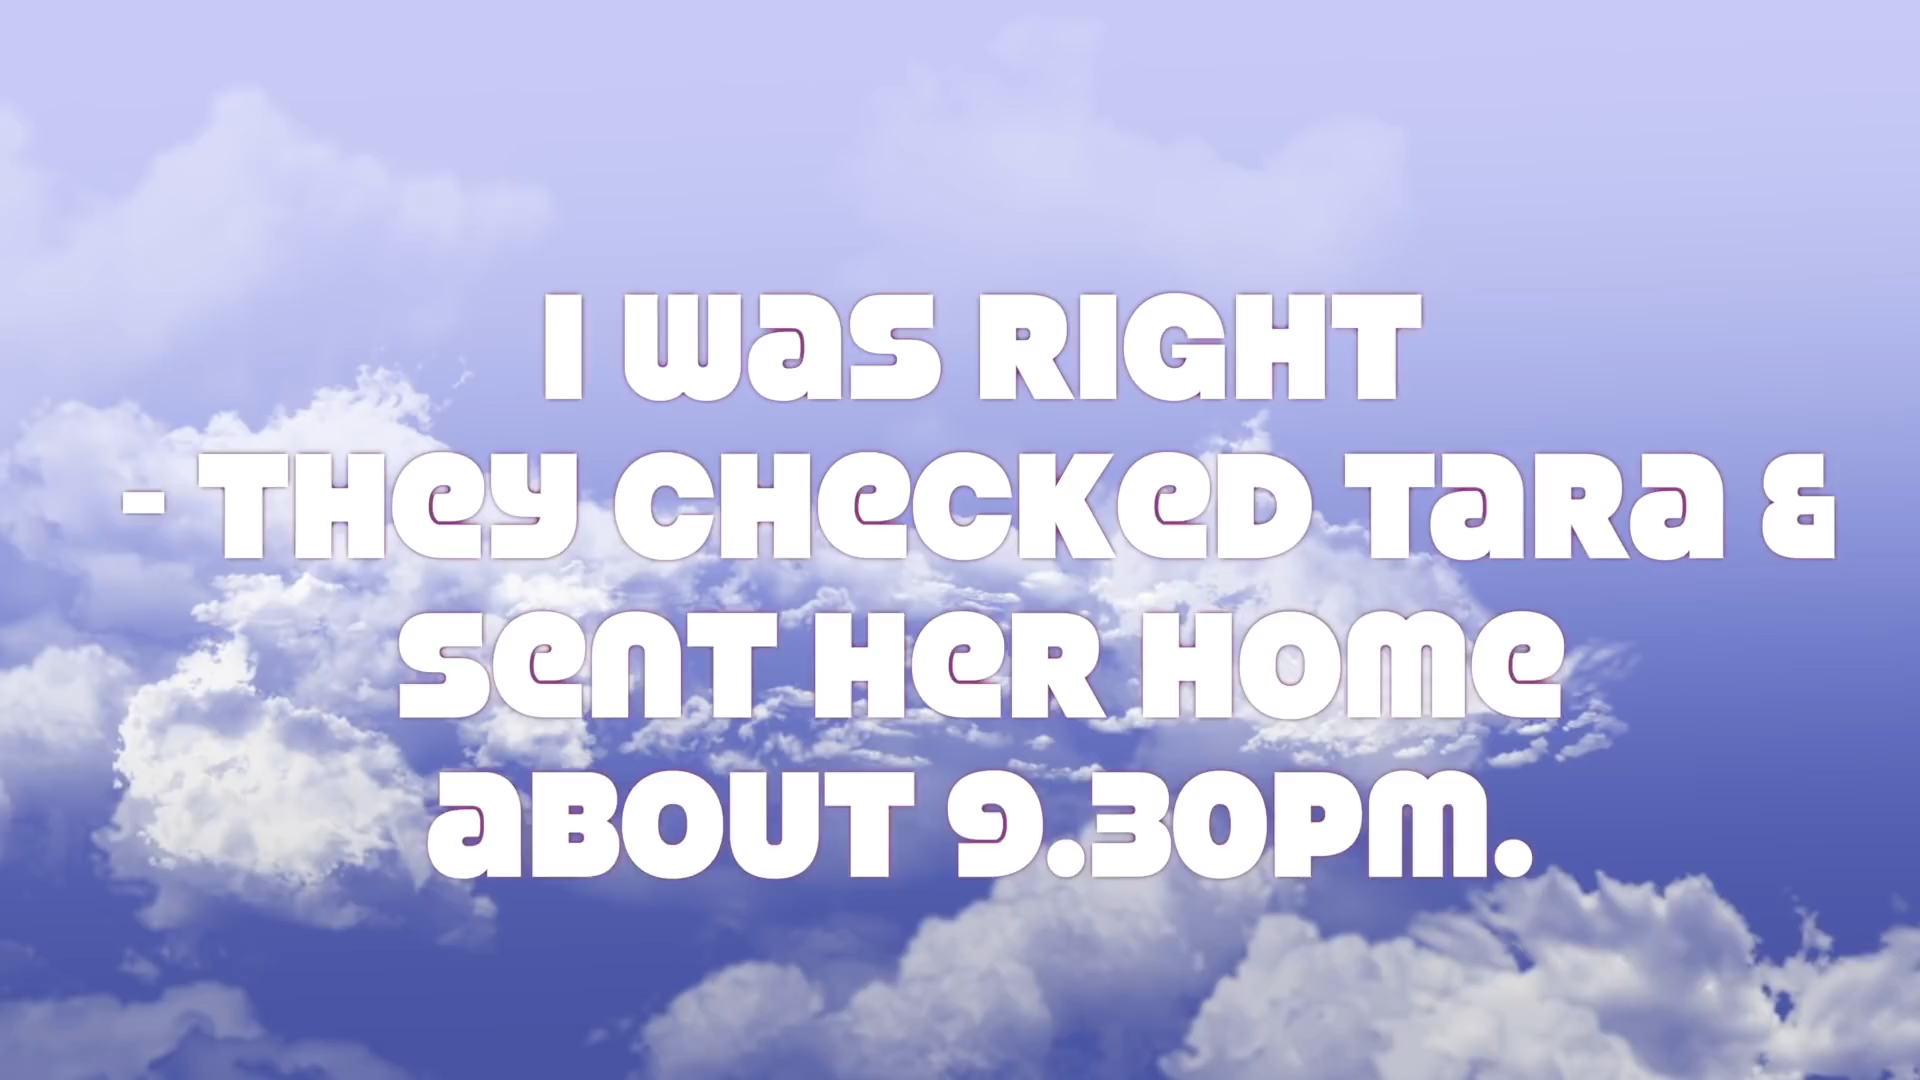 I WAS RIGHT
- THEY CHECKED TARA &
SENT HER HOME
ABOUT 9.30PM.